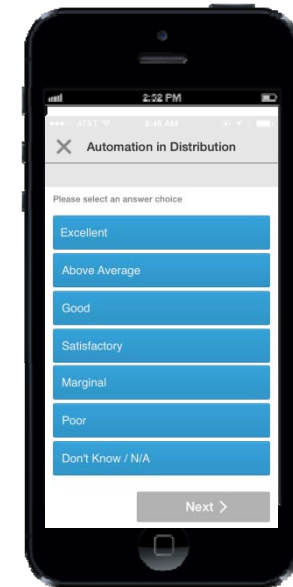 2:52 PM
AT&T 8:46 AM
Automation in Distribution
Please select an answer choice
Excellent
Above Average
Good
Satisfactory
Marginal
Poor
Don't Know / N/A
Next